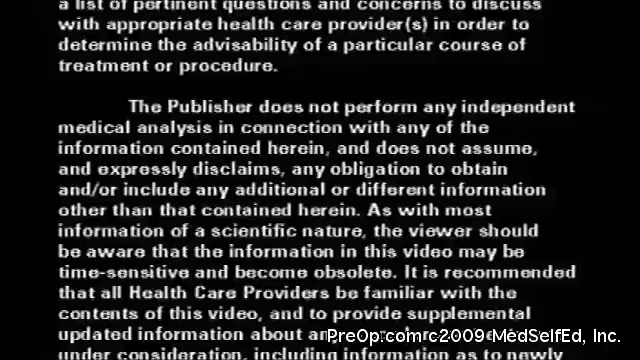 a list of pertinent questions and concerns to discuss
with appropriate health care provider(s) in order to
determine the advisability of a particular course of
treatment or procedure.
The Publisher does not perform any independent
medical analysis in connection with any of the
information contained herein, and does not assume,
and expressly disclaims, any obligation to obtain
and/or include any additional or different information
other than that contained herein. As with most
information of a scientific nature, the viewer should
be aware that the information in this video may be
time-sensitive and become obsolete. It is recommended
that all Health Care Providers be familiar with the
contents of this video, and to provide supplemental
updated information about
PreOp.com c2009 MedSelfEd, Inc.
under consideration, including information as to newly